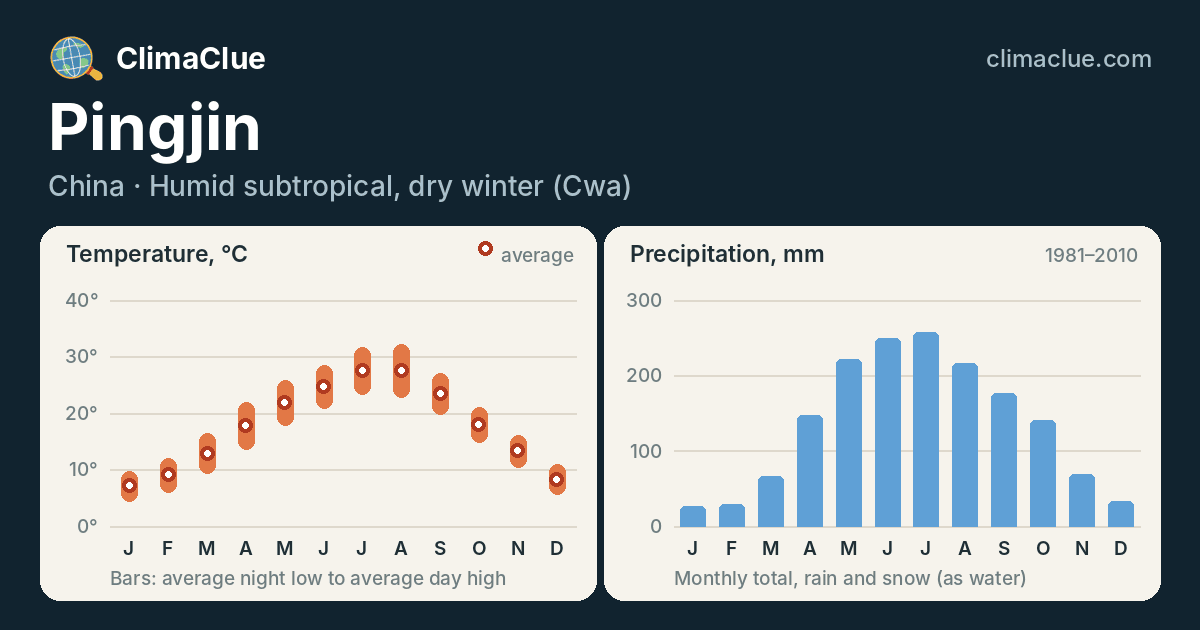 ClimaClue
climaclue.com
Pingjin
China · Humid subtropical, dry winter (Cwa)
Temperature, °C
average
40°
30°
20°
10°
0°
J F M A M J J A S O N D
Bars: average night low to average day high
Precipitation, mm
1981–2010
300
200
100
0
J F M A M J J A S O N D
Monthly total, rain and snow (as water)